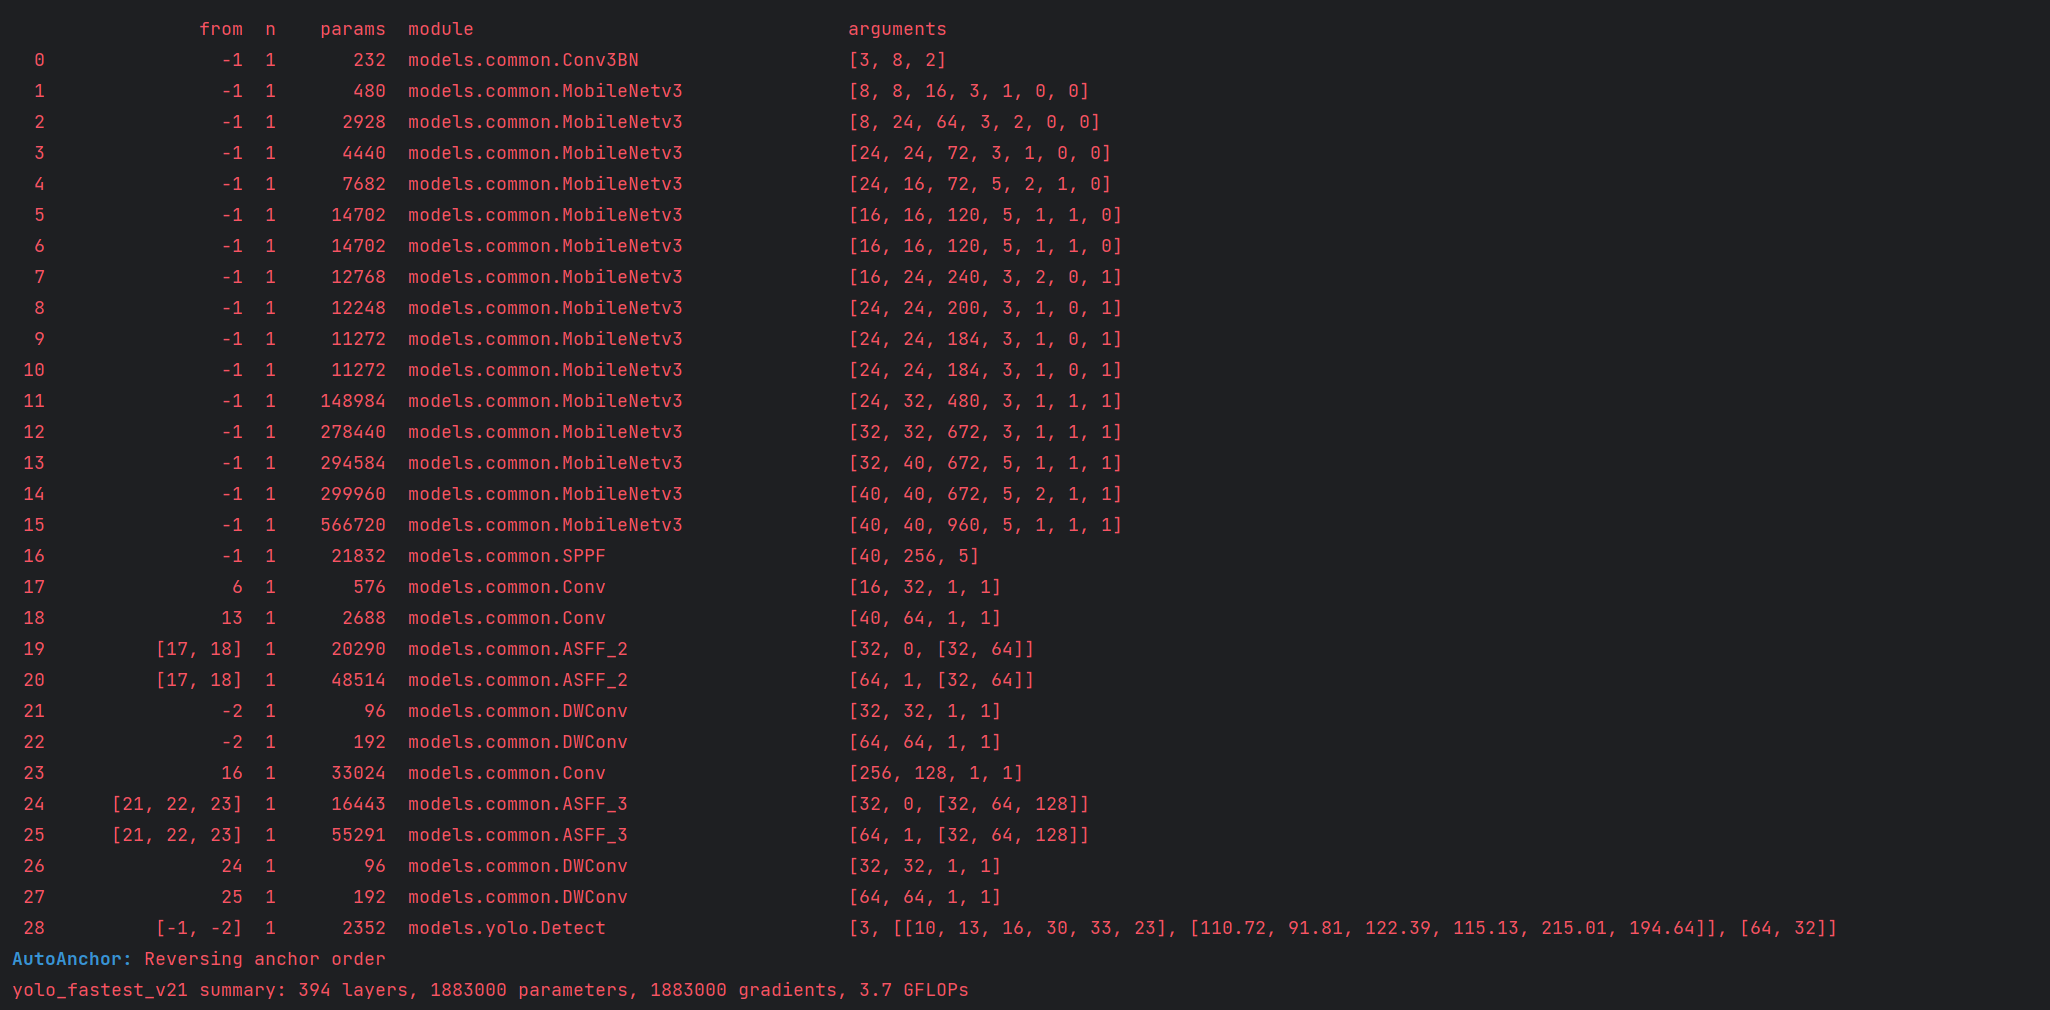 from  n    params  module                                  arguments
0                -1  1       232  models.common.Conv3BN                   [3, 8, 2]
1                -1  1       480  models.common.MobileNetv3               [8, 8, 16, 3, 1, 0, 0]
2                -1  1      2928  models.common.MobileNetv3               [8, 24, 64, 3, 2, 0, 0]
3                -1  1      4440  models.common.MobileNetv3               [24, 24, 72, 3, 1, 0, 0]
4                -1  1      7682  models.common.MobileNetv3               [24, 16, 72, 5, 2, 1, 0]
5                -1  1     14702  models.common.MobileNetv3               [16, 16, 120, 5, 1, 1, 0]
6                -1  1     14702  models.common.MobileNetv3               [16, 16, 120, 5, 1, 1, 0]
7                -1  1     12768  models.common.MobileNetv3               [16, 24, 240, 3, 2, 0, 1]
8                -1  1     12248  models.common.MobileNetv3               [24, 24, 200, 3, 1, 0, 1]
9                -1  1     11272  models.common.MobileNetv3               [24, 24, 184, 3, 1, 0, 1]
10                -1  1     11272  models.common.MobileNetv3               [24, 24, 184, 3, 1, 0, 1]
11                -1  1    148984  models.common.MobileNetv3               [24, 32, 480, 3, 1, 1, 1]
12                -1  1    278440  models.common.MobileNetv3               [32, 32, 672, 3, 1, 1, 1]
13                -1  1    294584  models.common.MobileNetv3               [32, 40, 672, 5, 1, 1, 1]
14                -1  1    299960  models.common.MobileNetv3               [40, 40, 672, 5, 2, 1, 1]
15                -1  1    566720  models.common.MobileNetv3               [40, 40, 960, 5, 1, 1, 1]
16                -1  1     21832  models.common.SPPF                      [40, 256, 5]
17                 6  1       576  models.common.Conv                      [16, 32, 1, 1]
18                13  1      2688  models.common.Conv                      [40, 64, 1, 1]
19          [17, 18]  1     20290  models.common.ASFF_2                    [32, 0, [32, 64]]
20          [17, 18]  1     48514  models.common.ASFF_2                    [64, 1, [32, 64]]
21                -2  1        96  models.common.DWConv                    [32, 32, 1, 1]
22                -2  1       192  models.common.DWConv                    [64, 64, 1, 1]
23                16  1     33024  models.common.Conv                      [256, 128, 1, 1]
24      [21, 22, 23]  1     16443  models.common.ASFF_3                    [32, 0, [32, 64, 128]]
25      [21, 22, 23]  1     55291  models.common.ASFF_3                    [64, 1, [32, 64, 128]]
26                24  1        96  models.common.DWConv                    [32, 32, 1, 1]
27                25  1       192  models.common.DWConv                    [64, 64, 1, 1]
28          [-1, -2]  1      2352  models.yolo.Detect                      [3, [[10, 13, 16, 30, 33, 23], [110.72, 91.81, 122.39, 115.13, 215.01, 194.64]], [64, 32]]
AutoAnchor: Reversing anchor order
yolo_fastest_v21 summary: 394 layers, 1883000 parameters, 1883000 gradients, 3.7 GFLOPs